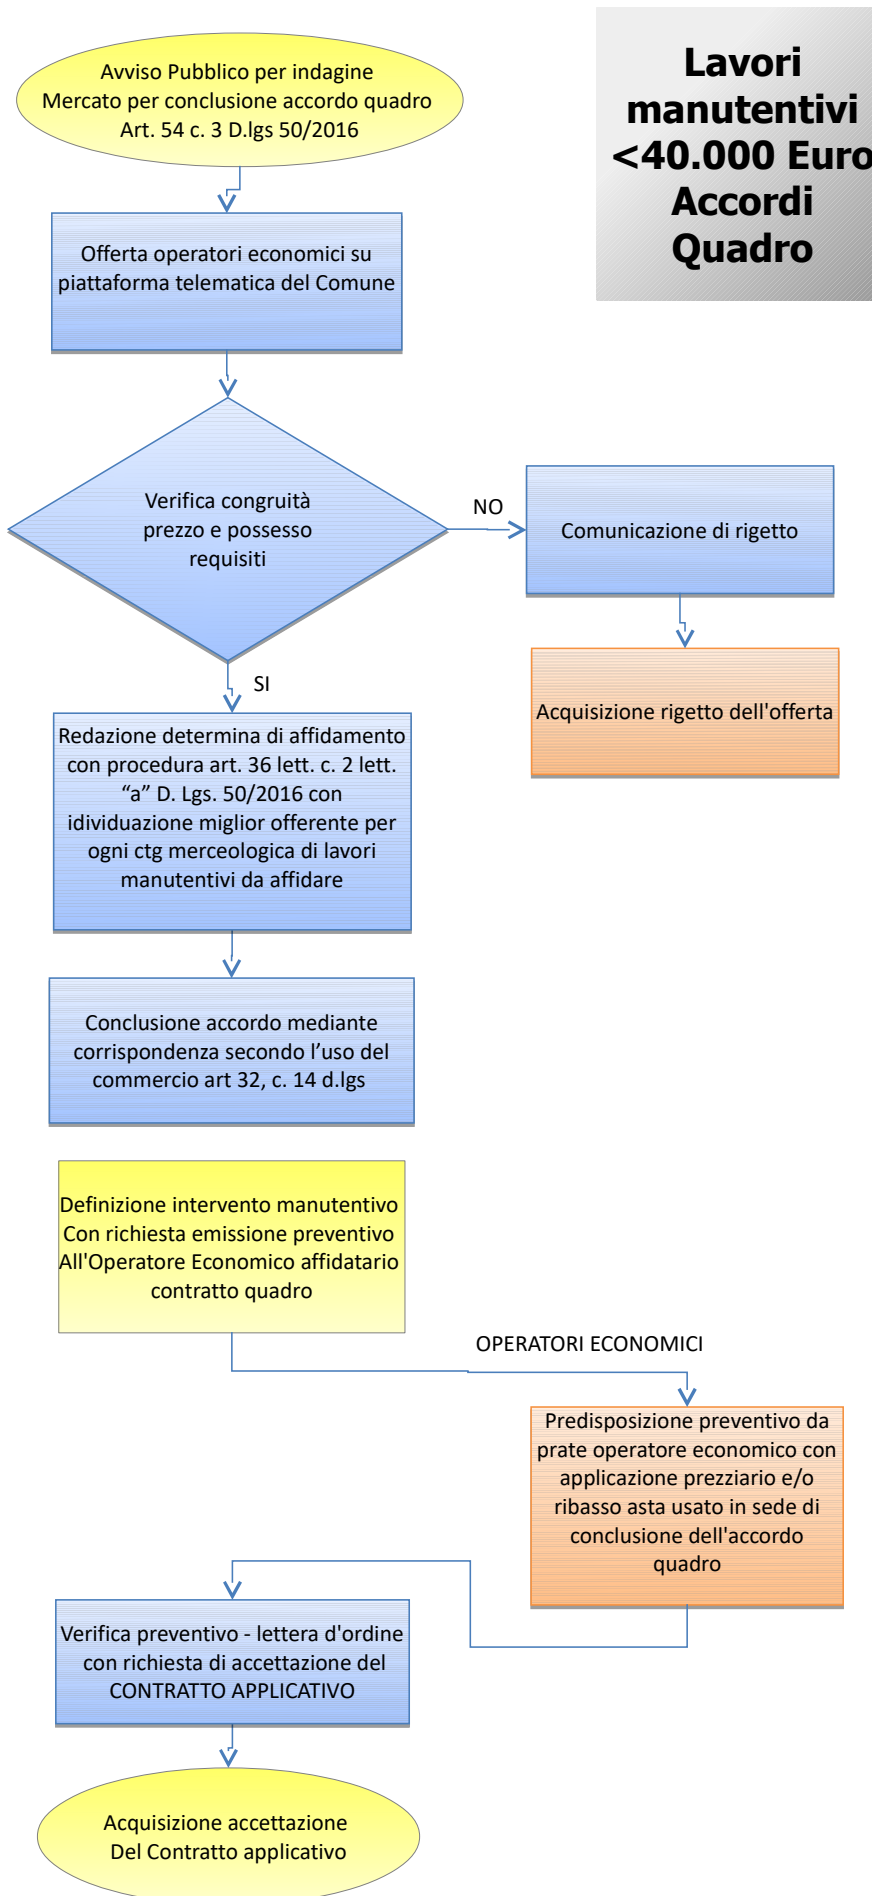 Lavori
manutentivi
<40.000 Euro
Accordi
Quadro
Avviso Pubblico per indagine
Mercato per conclusione accordo quadro
Art. 54 c. 3 D.lgs 50/2016
Offerta operatori economici su
piattaforma telematica del Comune
Verifica congruità
prezzo e possesso
requisiti
NO
Comunicazione di rigetto
Acquisizione rigetto dell'offerta
SI
Redazione determina di affidamento
con procedura art. 36 lett. c. 2 lett.
“a” D. Lgs. 50/2016 con
idividuazione miglior offerente per
ogni ctg merceologica di lavori
manutentivi da affidare
Conclusione accordo mediante
corrispondenza secondo l’uso del
commercio art 32, c. 14 d.lgs
Definizione intervento manutentivo
Con richiesta emissione preventivo
All'Operatore Economico affidatario
contratto quadro
OPERATORI ECONOMICI
Predisposizione preventivo da
prate operatore economico con
applicazione prezziario e/o
ribasso asta usato in sede di
conclusione dell'accordo
quadro
Verifica preventivo - lettera d'ordine
con richiesta di accettazione del
CONTRATTO APPLICATIVO
Acquisizione accettazione
Del Contratto applicativo